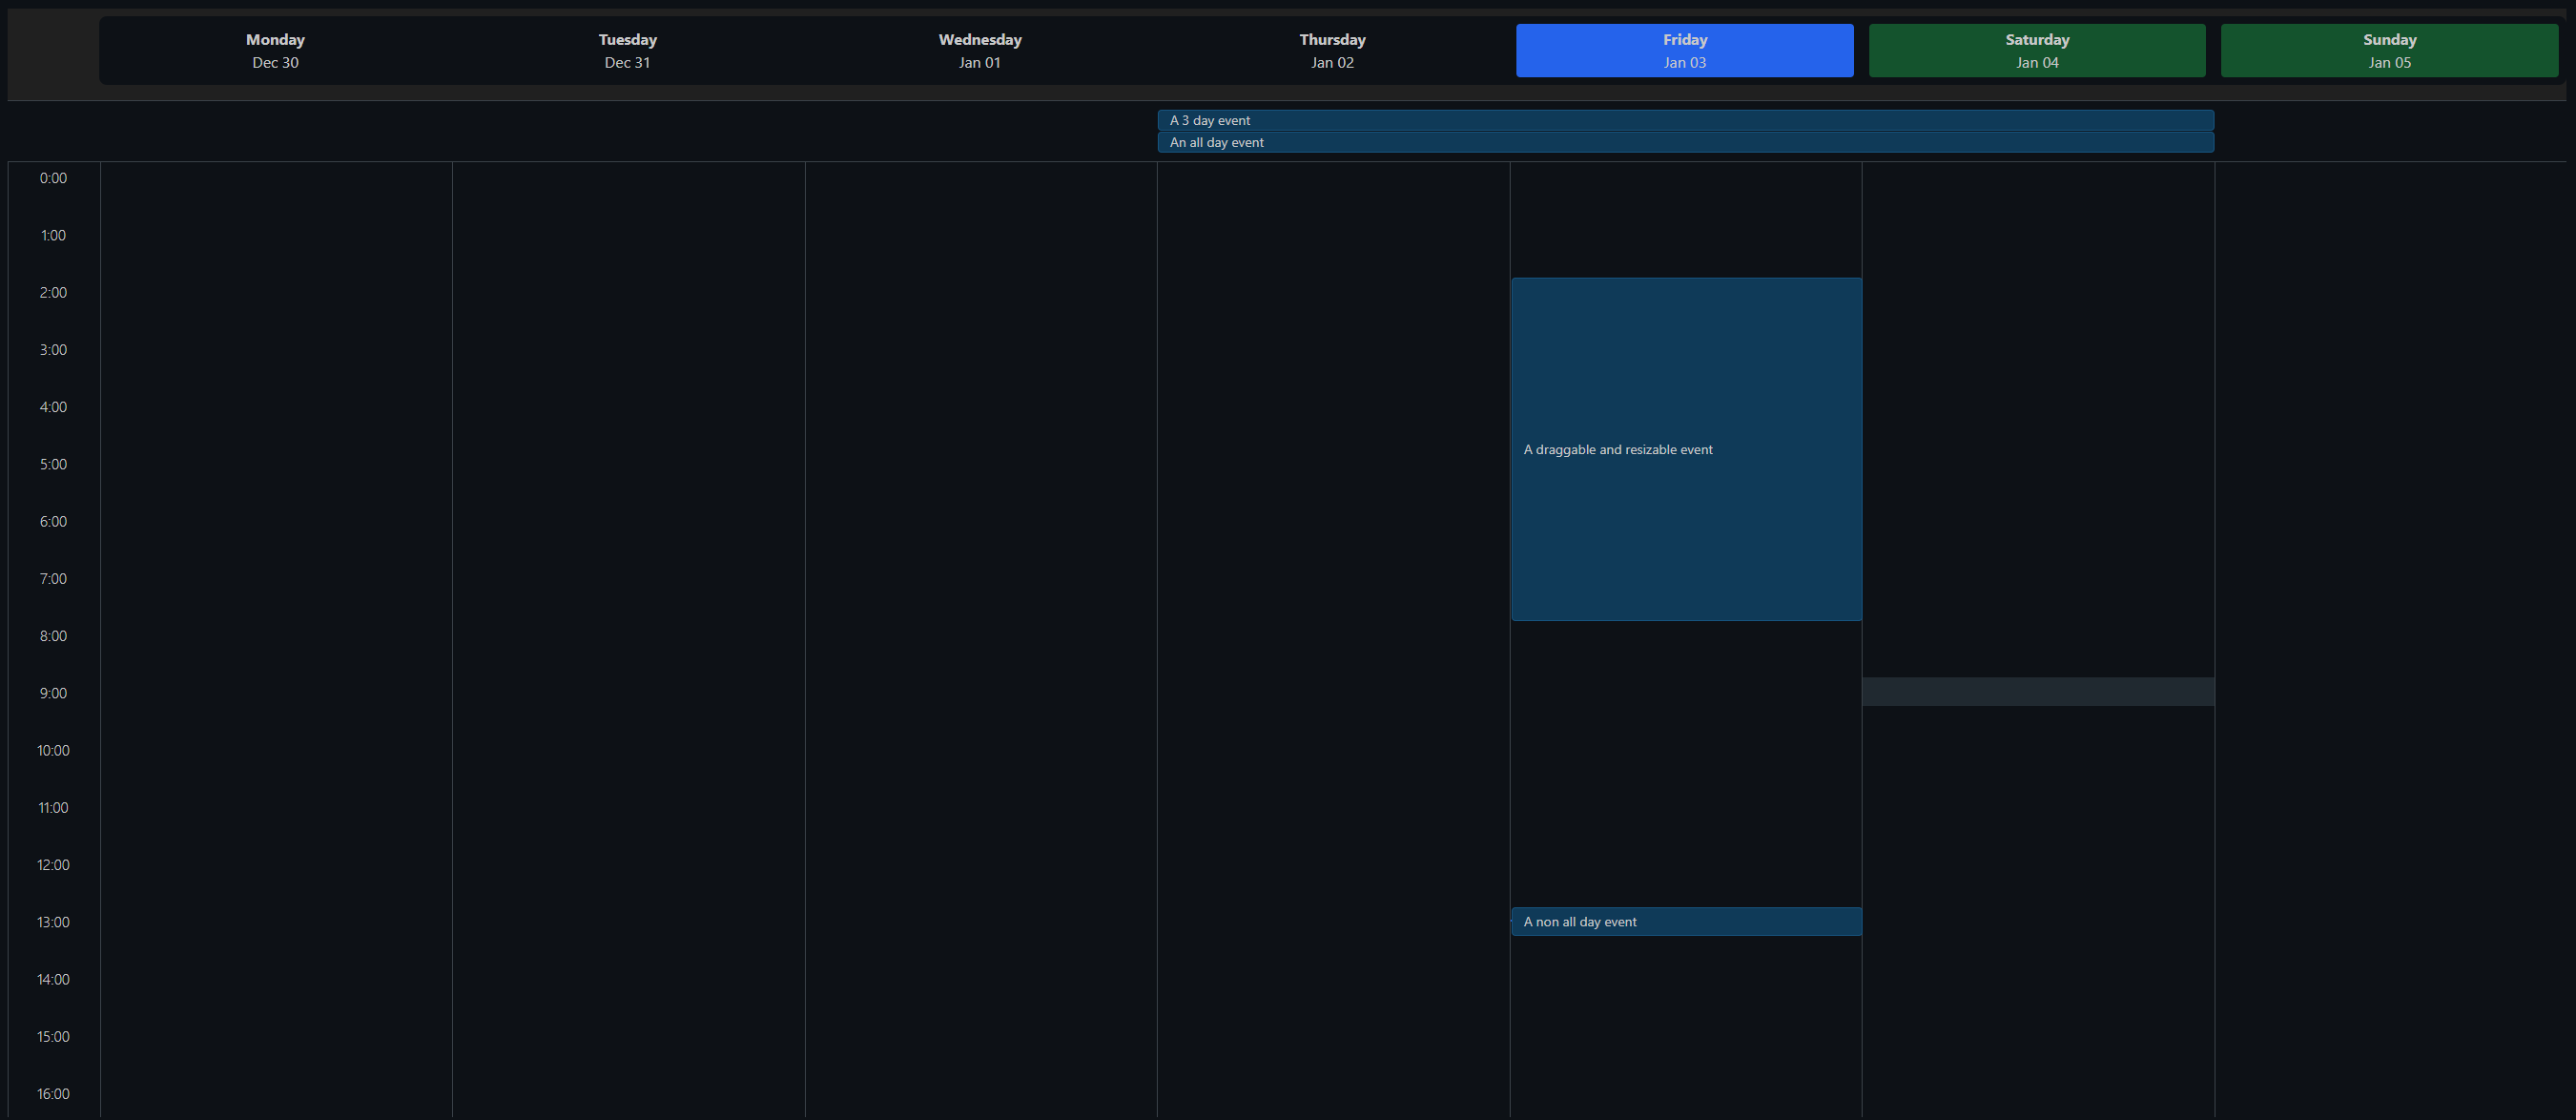 Monday
Dec 30
Tuesday
Dec 31
Wednesday
Jan 01
Thursday
Jan 02
Friday
Jan 03
Saturday
Jan 04
Sunday
Jan 05
A 3 day event
An all day event
0:00
1:00
2:00
3:00
4:00
A draggable and resizable event
5:00
6:00
7:00
8:00
9:00
10:00
11:00
12:00
13:00
A non all day event
14:00
15:00
16:00